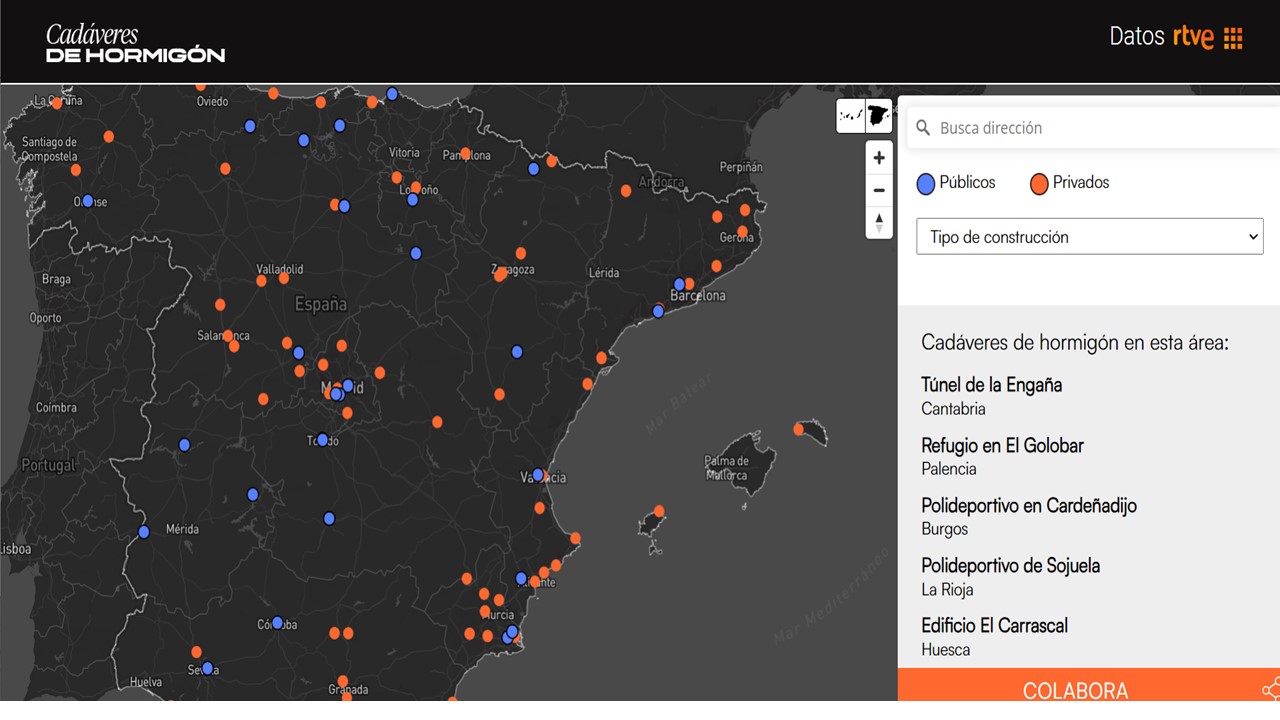 Cadáveres
DE HORMIGÓN
Datos rtve
La Coruña
Oviedo
Santiago de
Compostela
Vitoria
Pamplona
Andorra
Perpiñán
Orense
Logroño
Gerona
Braga
Valladolid
Zaragoza
Lérida
Barcelona
España
Oporto
Salamanca
Madrid
Mar Balear
Coímbra
Toledo
Portugal
Palma de
Mallorca
Valencia
Mérida
Lisboa
Mar Mediterráneo
Alicante
Murcia
Córdoba
Sevilla
Huelva
Granada
Busca dirección
Públicos Privados
Tipo de construcción
Cadáveres de hormigón en esta área:
Túnel de la Engaña
Cantabria
Refugio en El Golobar
Palencia
Polideportivo en Cardeñadijo
Burgos
Polideportivo de Sojuela
La Rioja
Edificio El Carrascal
Huesca
COLABORA